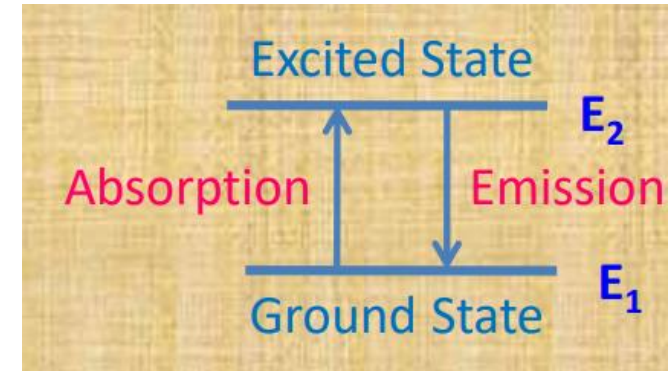 Excited State
E₂
Absorption
Emission
E₁
Ground State